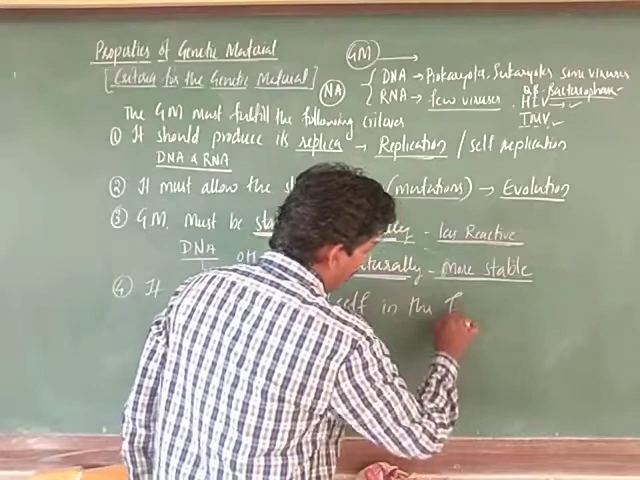 Properties of Genetic Material
[Criteria for the Genetic Material]
GM →
NA
DNA → Prokaryota, Eukaryotes some viruses
RNA → few viruses
Qβ - Bacteriophage
HIV
TMV
The GM must fulfill the following Criteria
① It should produce its replica → Replication / self replication
DNA & RNA
② It must allow the (mutations) → Evolution
③ GM must be - less Reactive
DNA OH - more stable
④ It in the